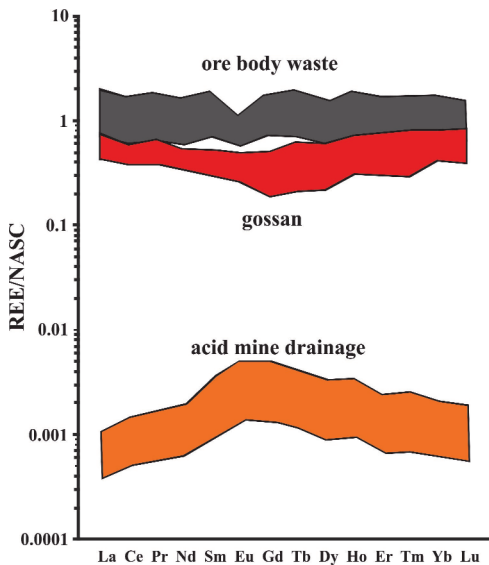 10
ore body waste
1
gossan
0.1
REE/NASC
0.01
acid mine drainage
0.001
0.0001
La Ce Pr Nd Sm Eu Gd Tb Dy Ho Er Tm Yb Lu